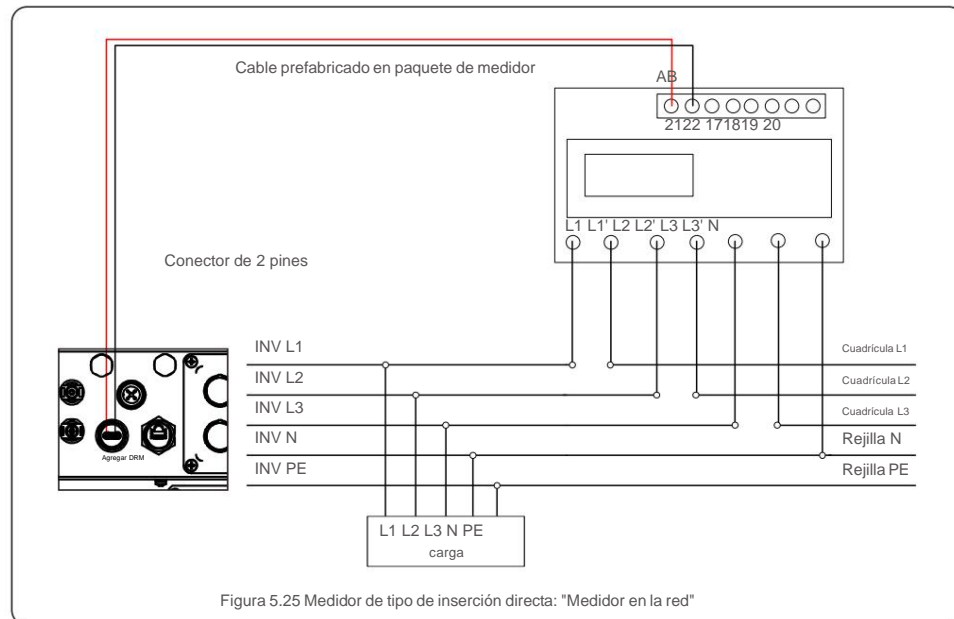 Cable prefabricado en paquete de medidor
AB
2122 171819 20
L1 L1' L2 L2' L3 L3' N
Conector de 2 pines
INV L1
Cuadrícula L1
INV L2
Cuadrícula L2
INV L3
Cuadrícula L3
INV N
Rejilla N
Agregar DRM
INV PE
Rejilla PE
L1 L2 L3 N PE
carga
Figura 5.25 Medidor de tipo de inserción directa: "Medidor en la red"